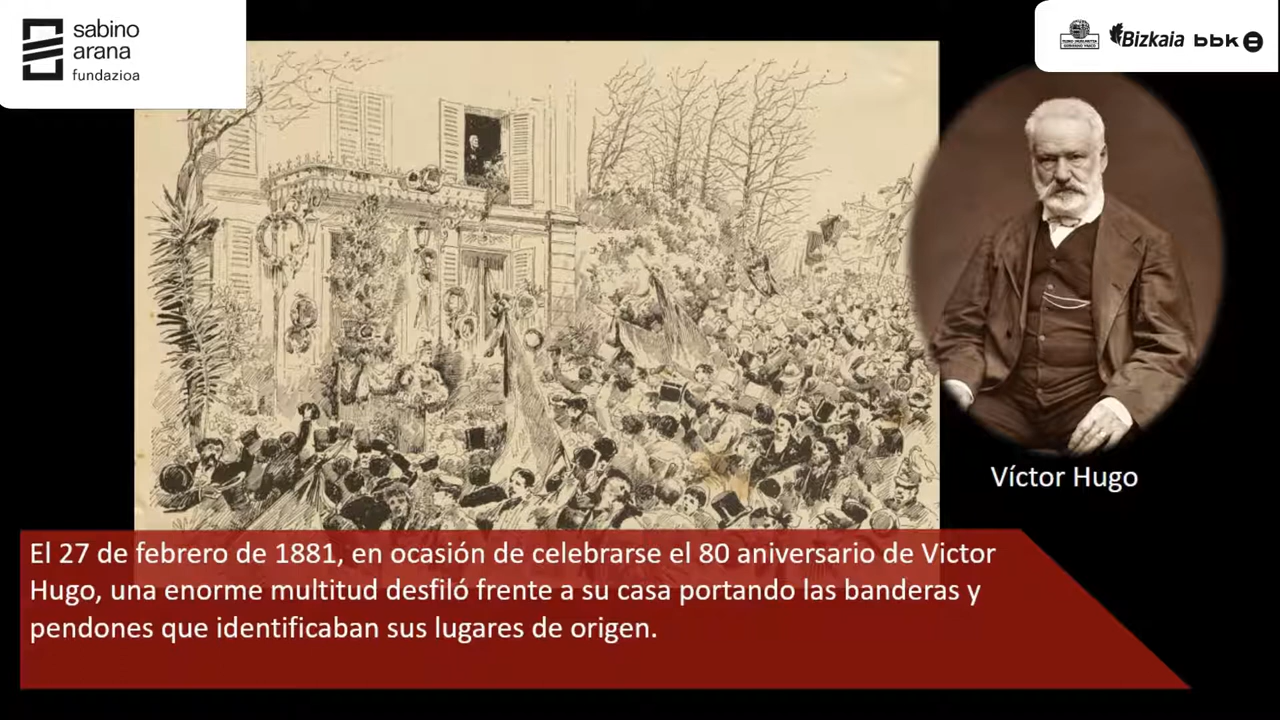 sabino
arana
fundazioa
Bizkaia bbk
Víctor Hugo
El 27 de febrero de 1881, en ocasión de celebrarse el 80 aniversario de Victor
Hugo, una enorme multitud desfiló frente a su casa portando las banderas y
pendones que identificaban sus lugares de origen.